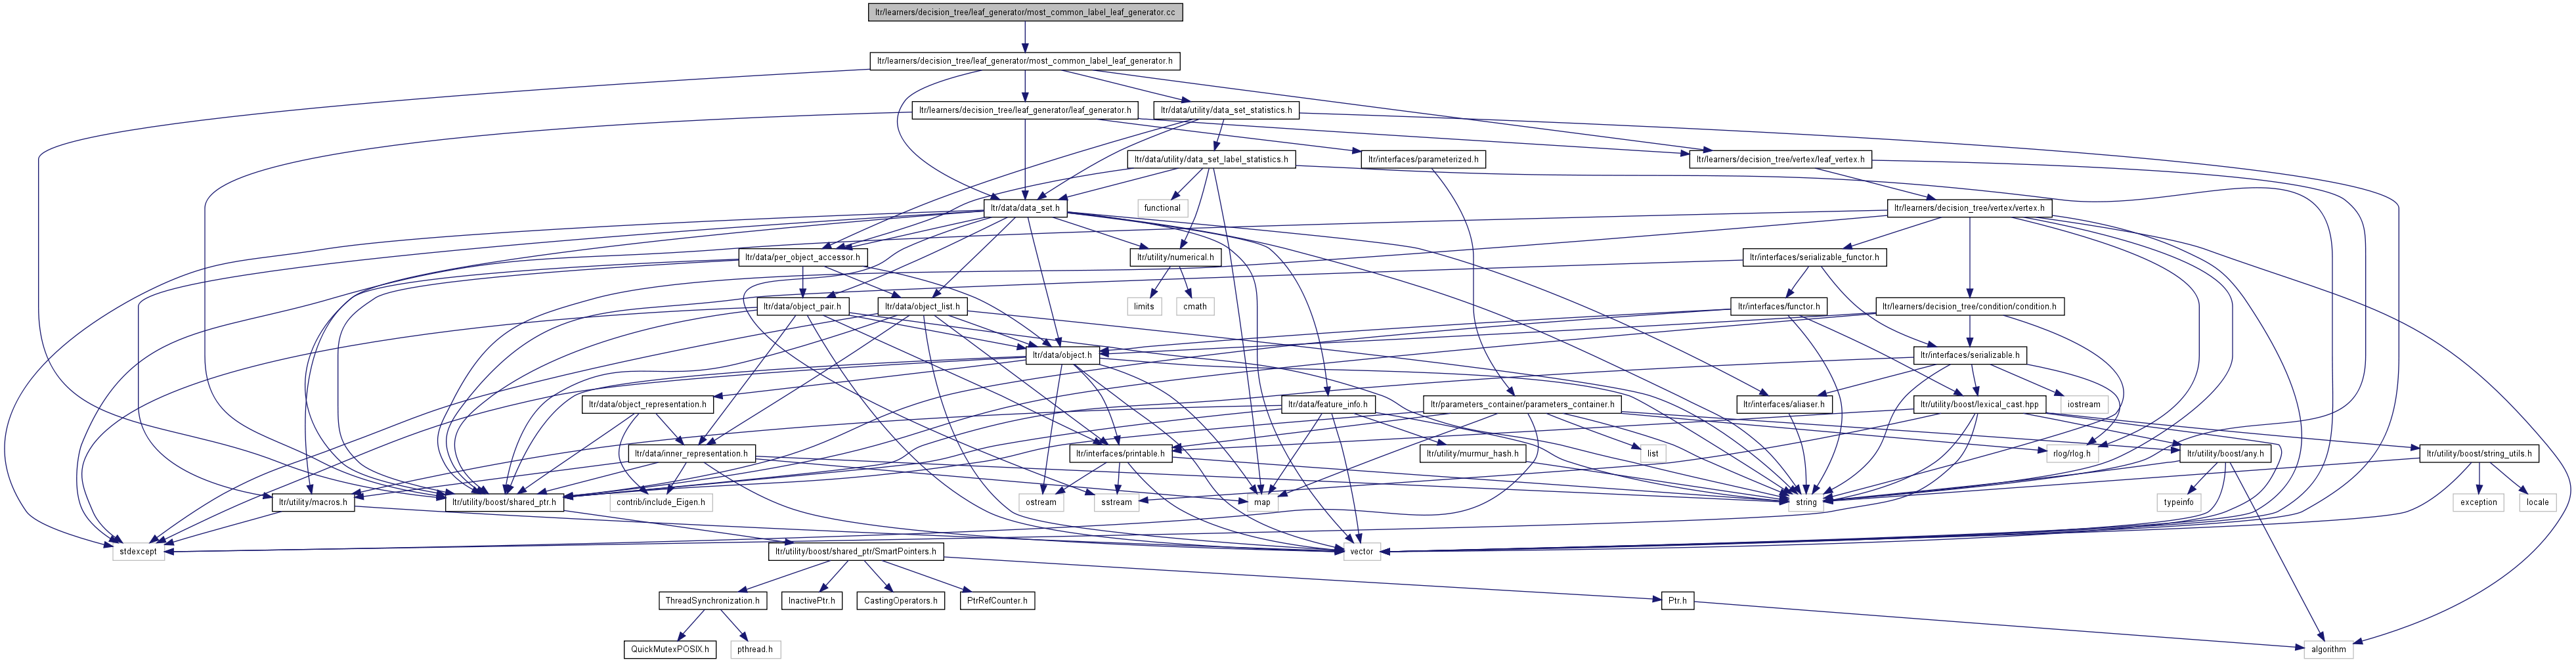 ltr/learners/decision_tree/leaf_generator/most_common_label_leaf_generator.cc
ltr/learners/decision_tree/leaf_generator/most_common_label_leaf_generator.h
ltr/learners/decision_tree/leaf_generator/leaf_generator.h
ltr/data/utility/data_set_statistics.h
ltr/data/utility/data_set_label_statistics.h
ltr/interfaces/parameterized.h
ltr/learners/decision_tree/vertex/leaf_vertex.h
ltr/data/data_set.h
functional
ltr/learners/decision_tree/vertex/vertex.h
ltr/data/per_object_accessor.h
ltr/utility/numerical.h
ltr/interfaces/serializable_functor.h
ltr/data/object_pair.h
ltr/data/object_list.h
limits
cmath
ltr/interfaces/functor.h
ltr/learners/decision_tree/condition/condition.h
ltr/data/object.h
ltr/interfaces/serializable.h
ltr/data/object_representation.h
ltr/data/feature_info.h
ltr/parameters_container/parameters_container.h
ltr/interfaces/aliaser.h
ltr/utility/boost/lexical_cast.hpp
iostream
ltr/data/inner_representation.h
ltr/interfaces/printable.h
ltr/utility/murmur_hash.h
list
rlog/rlog.h
ltr/utility/boost/any.h
ltr/utility/boost/string_utils.h
ltr/utility/macros.h
ltr/utility/boost/shared_ptr.h
contrib/include_Eigen.h
ostream
sstream
map
string
typeinfo
exception
locale
stdexcept
ltr/utility/boost/shared_ptr/SmartPointers.h
vector
ThreadSynchronization.h
InactivePtr.h
CastingOperators.h
PtrRefCounter.h
Ptr.h
QuickMutexPOSIX.h
pthread.h
algorithm